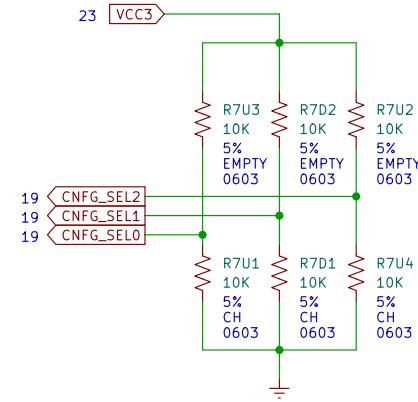 23 VCC3
R7U3 R7D2 R7U2
10K 10K 10K
5% 5% 5%
EMPTY EMPTY EMPTY
0603 0603 0603
19 CNFG_SEL2
19 CNFG_SEL1
19 CNFG_SEL0
R7U1 R7D1 R7U4
10K 10K 10K
5% 5% 5%
CH CH CH
0603 0603 0603